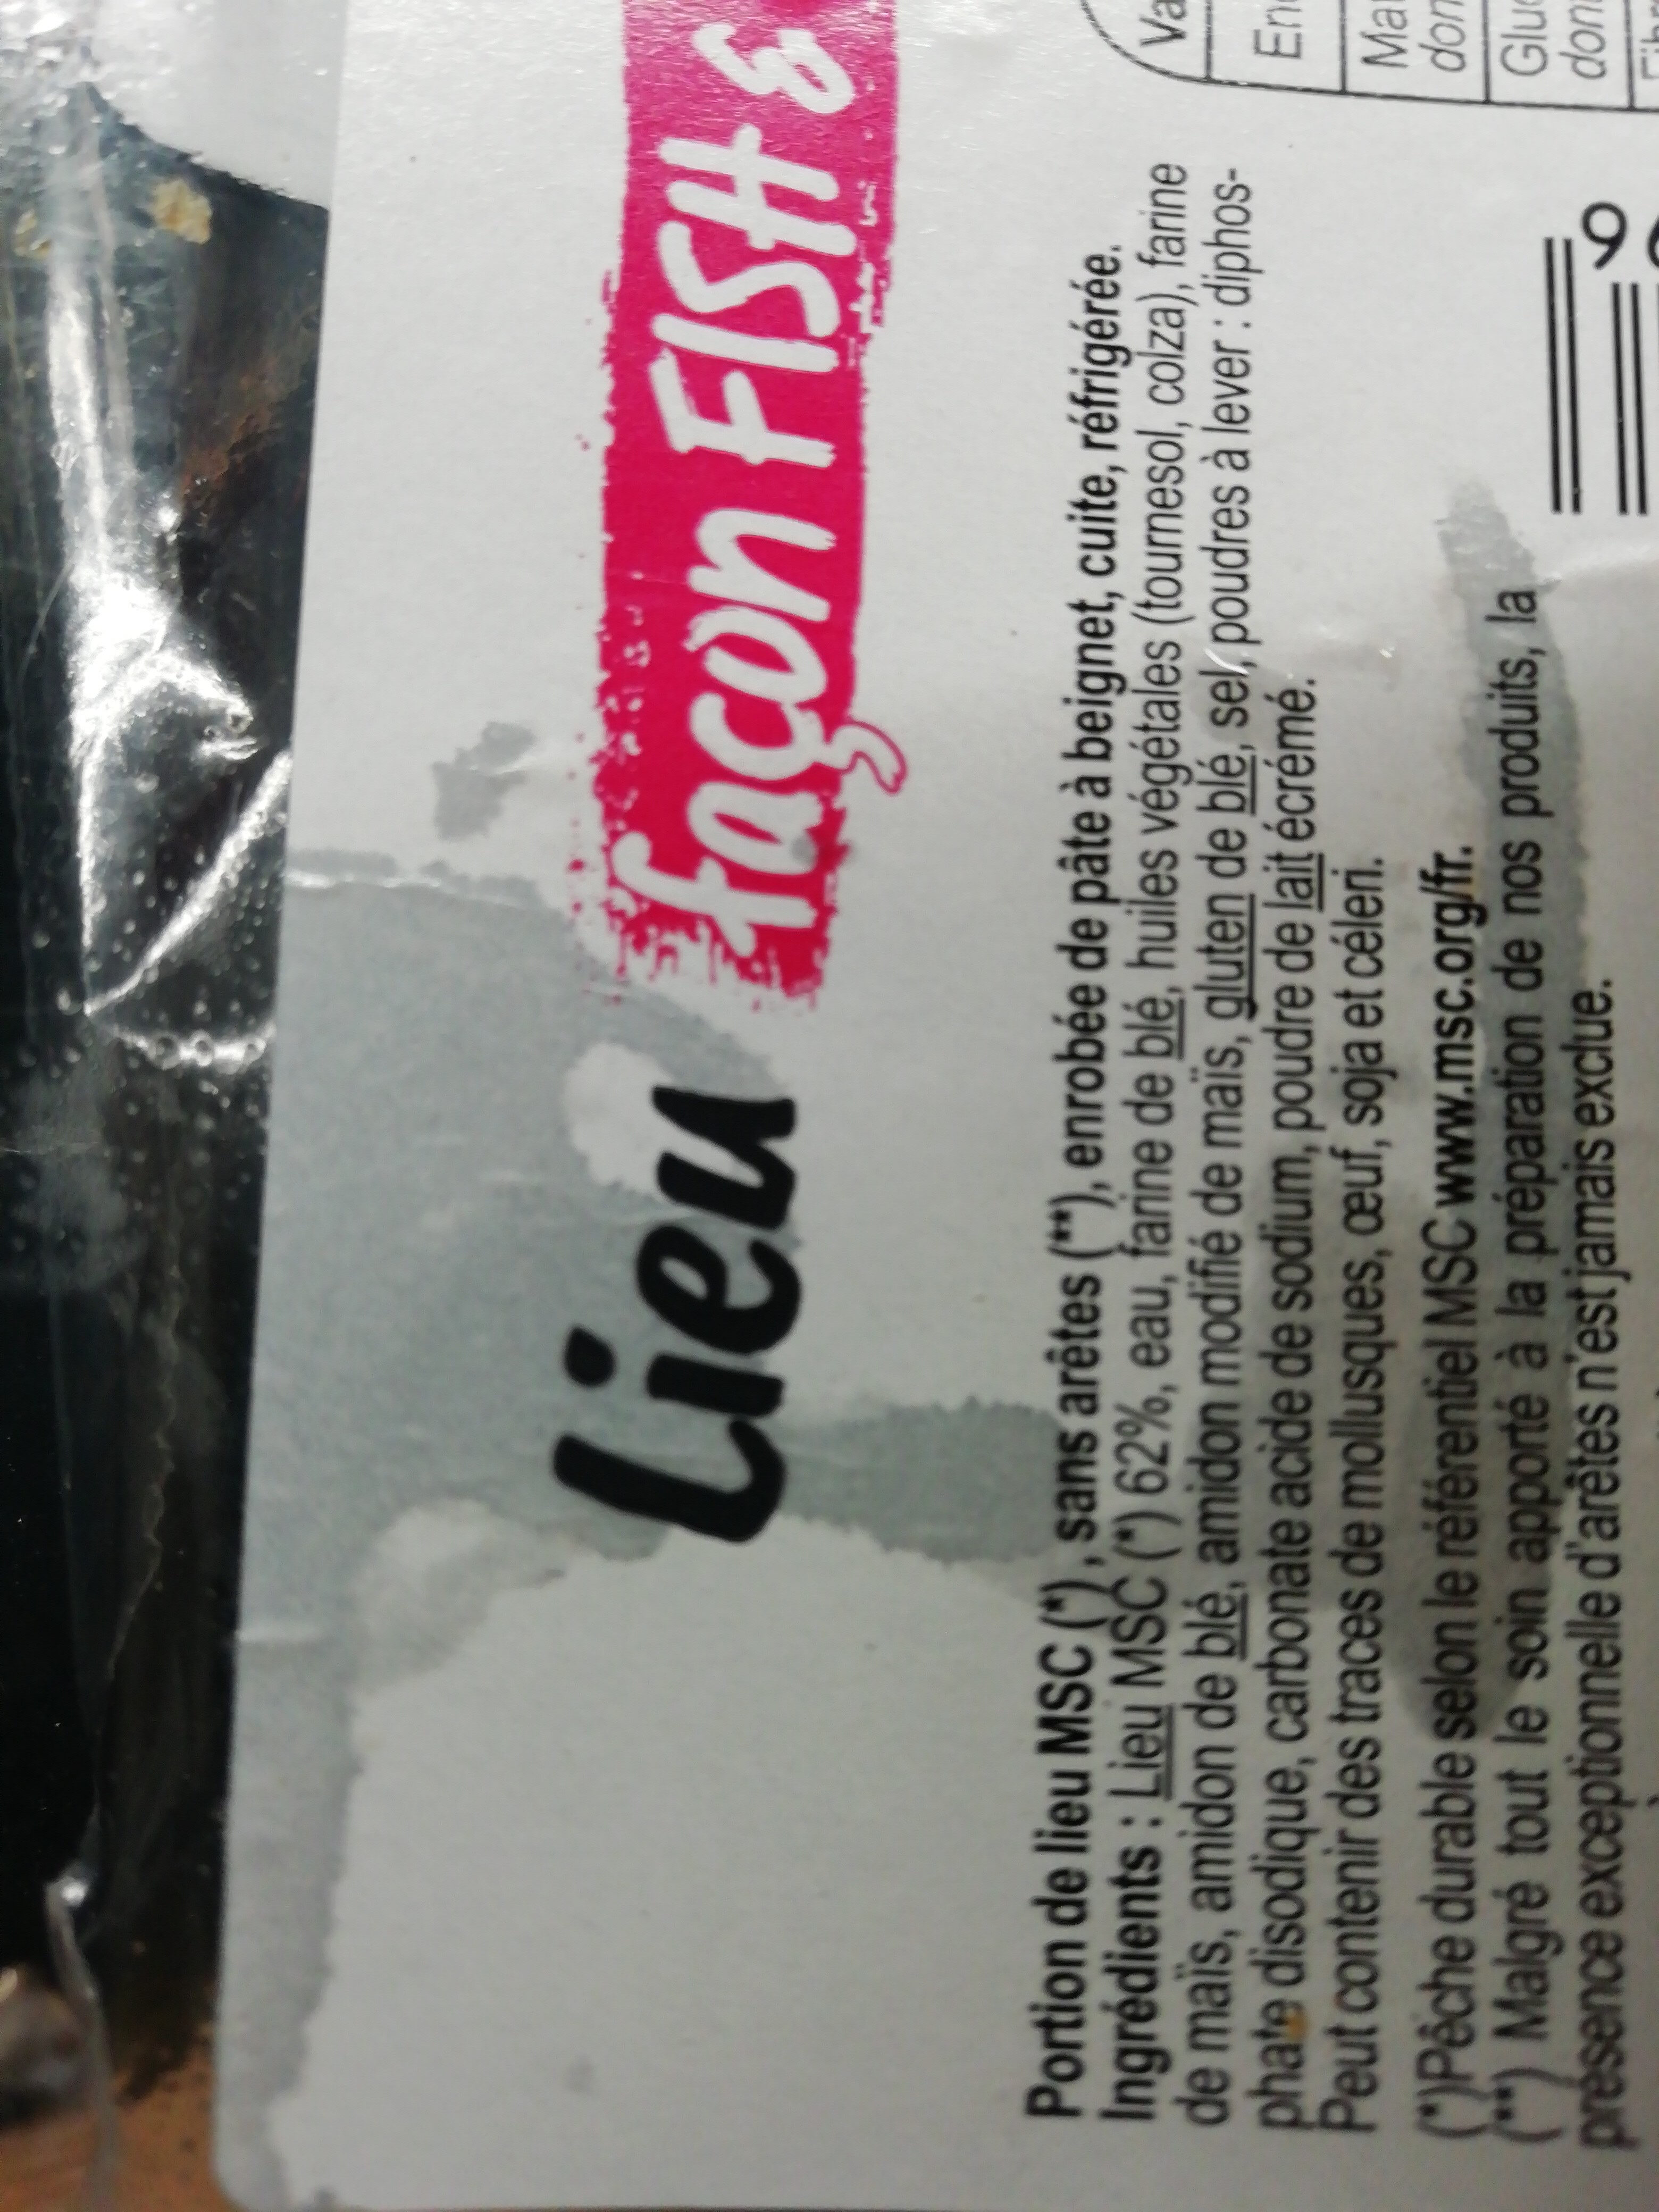 Lieu façon FISH &
Portion de lieu MSC (*), sans arêtes (**), enrobée de pâte à beignet, cuite, réfrigérée.
Ingrédients : Lieu MSC (*) 62%, eau, farine de blé, huiles végétales (tournesol, colza), farine
de maïs, amidon de blé, amidon modifié de maïs, gluten de blé, sel, poudres à lever : diphos-
phate disodique, carbonate acide de sodium, poudre de lait écrémé.
Peut contenir des traces de mollusques, œuf, soja et céleri.
(*)Pêche durable selon le référentiel MSC www.msc.org/fr.
(**) Malgré tout le soin apporté à la préparation de nos produits, la
présence exceptionnelle d'arêtes n'est jamais exclue.
9